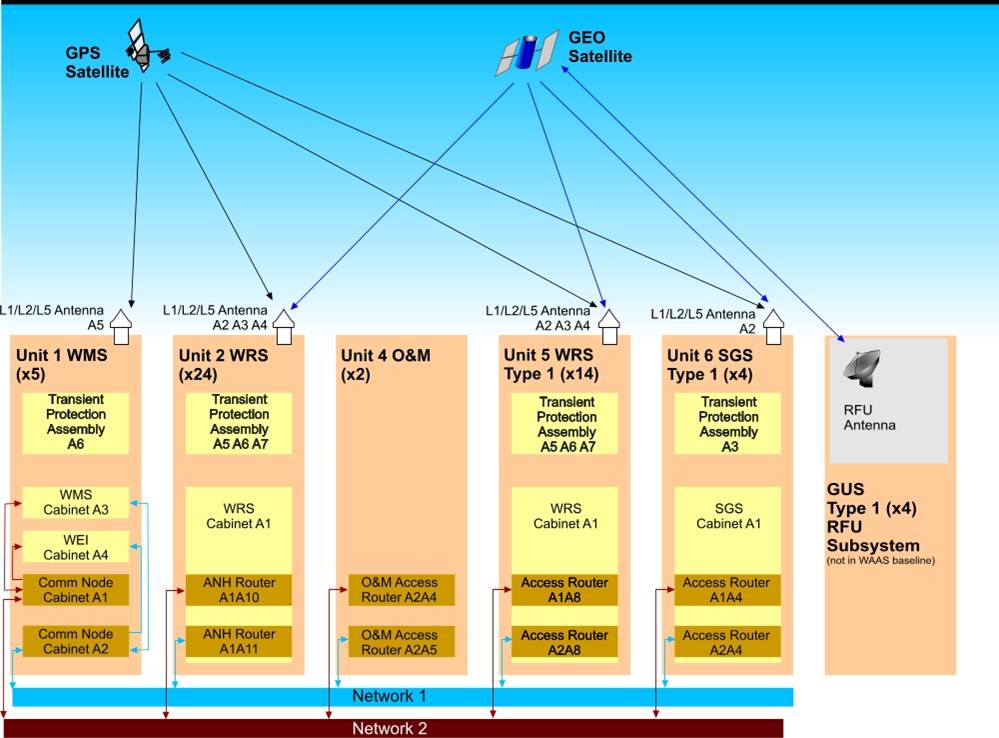 GPS
Satellite
GEO
Satellite
L1/L2/L5 Antenna
A5
L1/L2/L5 Antenna
A2 A3 A4
L1/L2/L5 Antenna
A2 A3 A4
L1/L2/L5 Antenna
A2
Unit 1 WMS
(x5)
Transient
Protection
Assembly
A6
WMS
Cabinet A3
WEI
Cabinet A4
Comm Node
Cabinet A1
Comm Node
Cabinet A2
Unit 2 WRS
(x24)
Transient
Protection
Assembly
A5 A6 A7
WRS
Cabinet A1
ANH Router
A1A10
ANH Router
A1A11
Unit 4 O&M
(x2)
O&M Access
Router A2A4
O&M Access
Router A2A5
Unit 5 WRS
Type 1 (x14)
Transient
Protection
Assembly
A5 A6 A7
WRS
Cabinet A1
Access Router
A1A8
Access Router
A2A8
Unit 6 SGS
Type 1 (x4)
Transient
Protection
Assembly
A3
SGS
Cabinet A1
Access Router
A1A4
Access Router
A2A4
RFU
Antenna
GUS
Type 1 (x4)
RFU
Subsystem
(not in WAAS baseline)
Network 1
Network 2